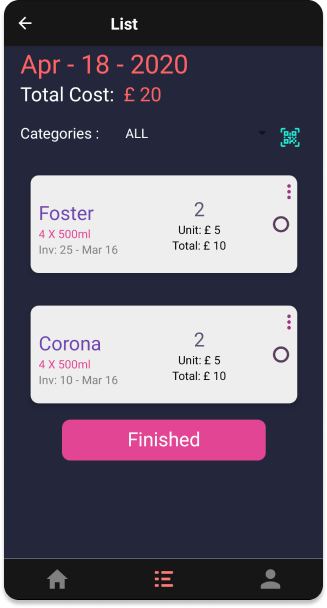 List
Apr - 18 - 2020
Total Cost: £ 20
Categories : ALL
Foster
4 X 500ml
Inv: 25 - Mar 16
2
Unit: £ 5
Total: £ 10
Corona
4 X 500ml
Inv: 10 - Mar 16
2
Unit: £ 5
Total: £ 10
Finished